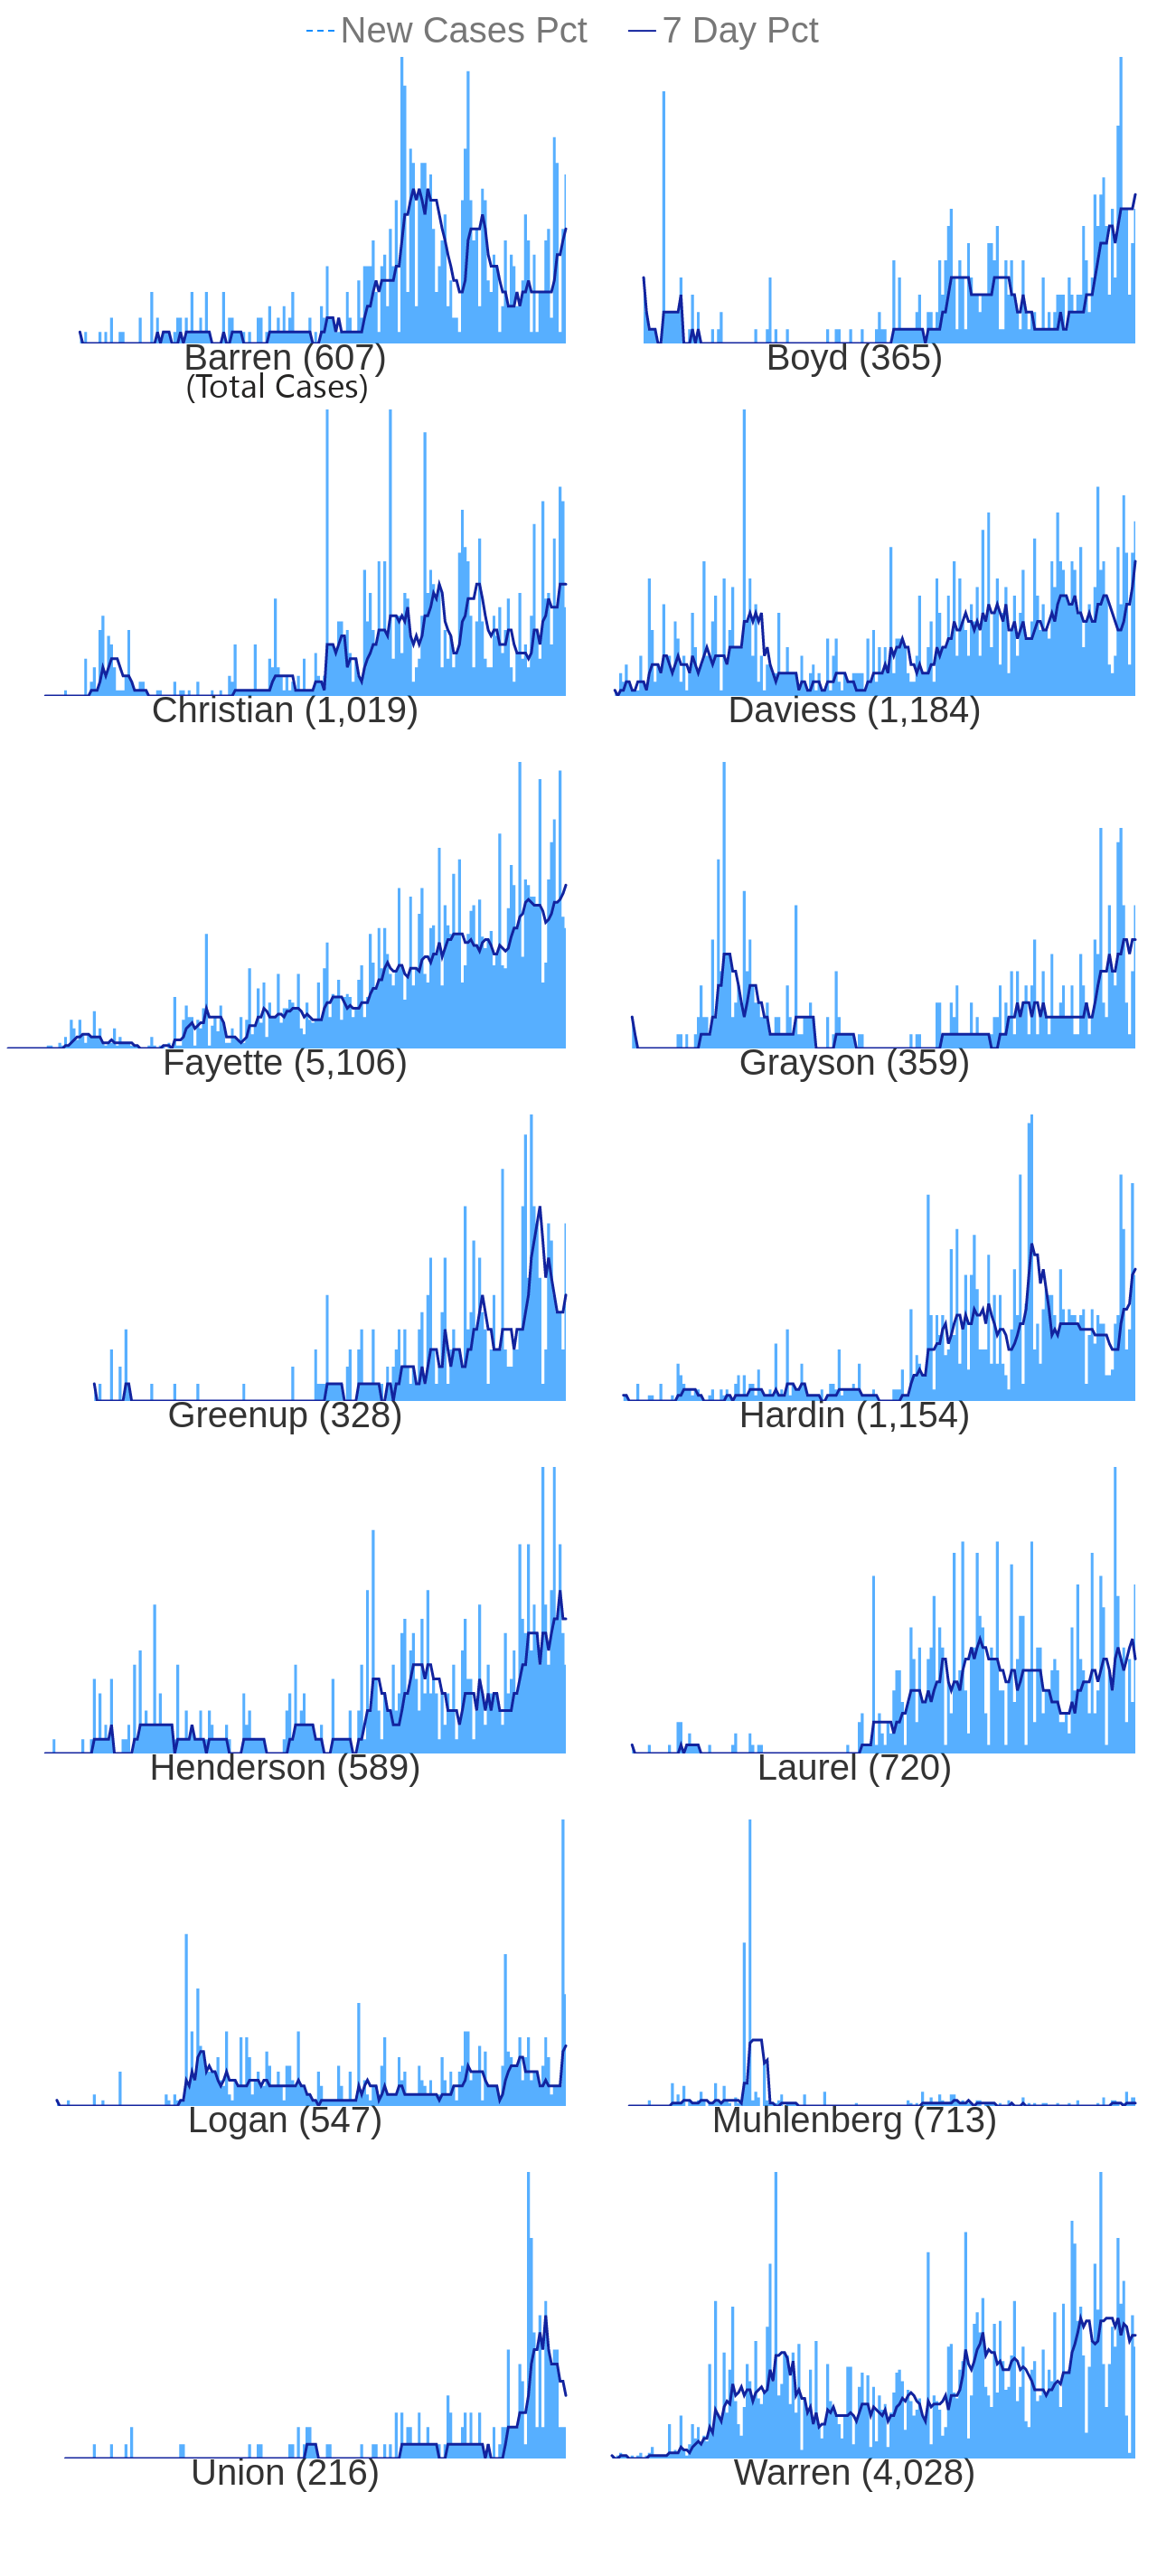 New Cases Pct 7 Day Pct
Barren (607) Boyd (365)
(Total Cases)
Christian (1,019) Daviess (1,184)
Fayette (5,106) Grayson (359)
Greenup (328) Hardin (1,154)
Henderson (589) Laurel (720)
Logan (547) Muhlenberg (713)
Union (216) Warren (4,028)